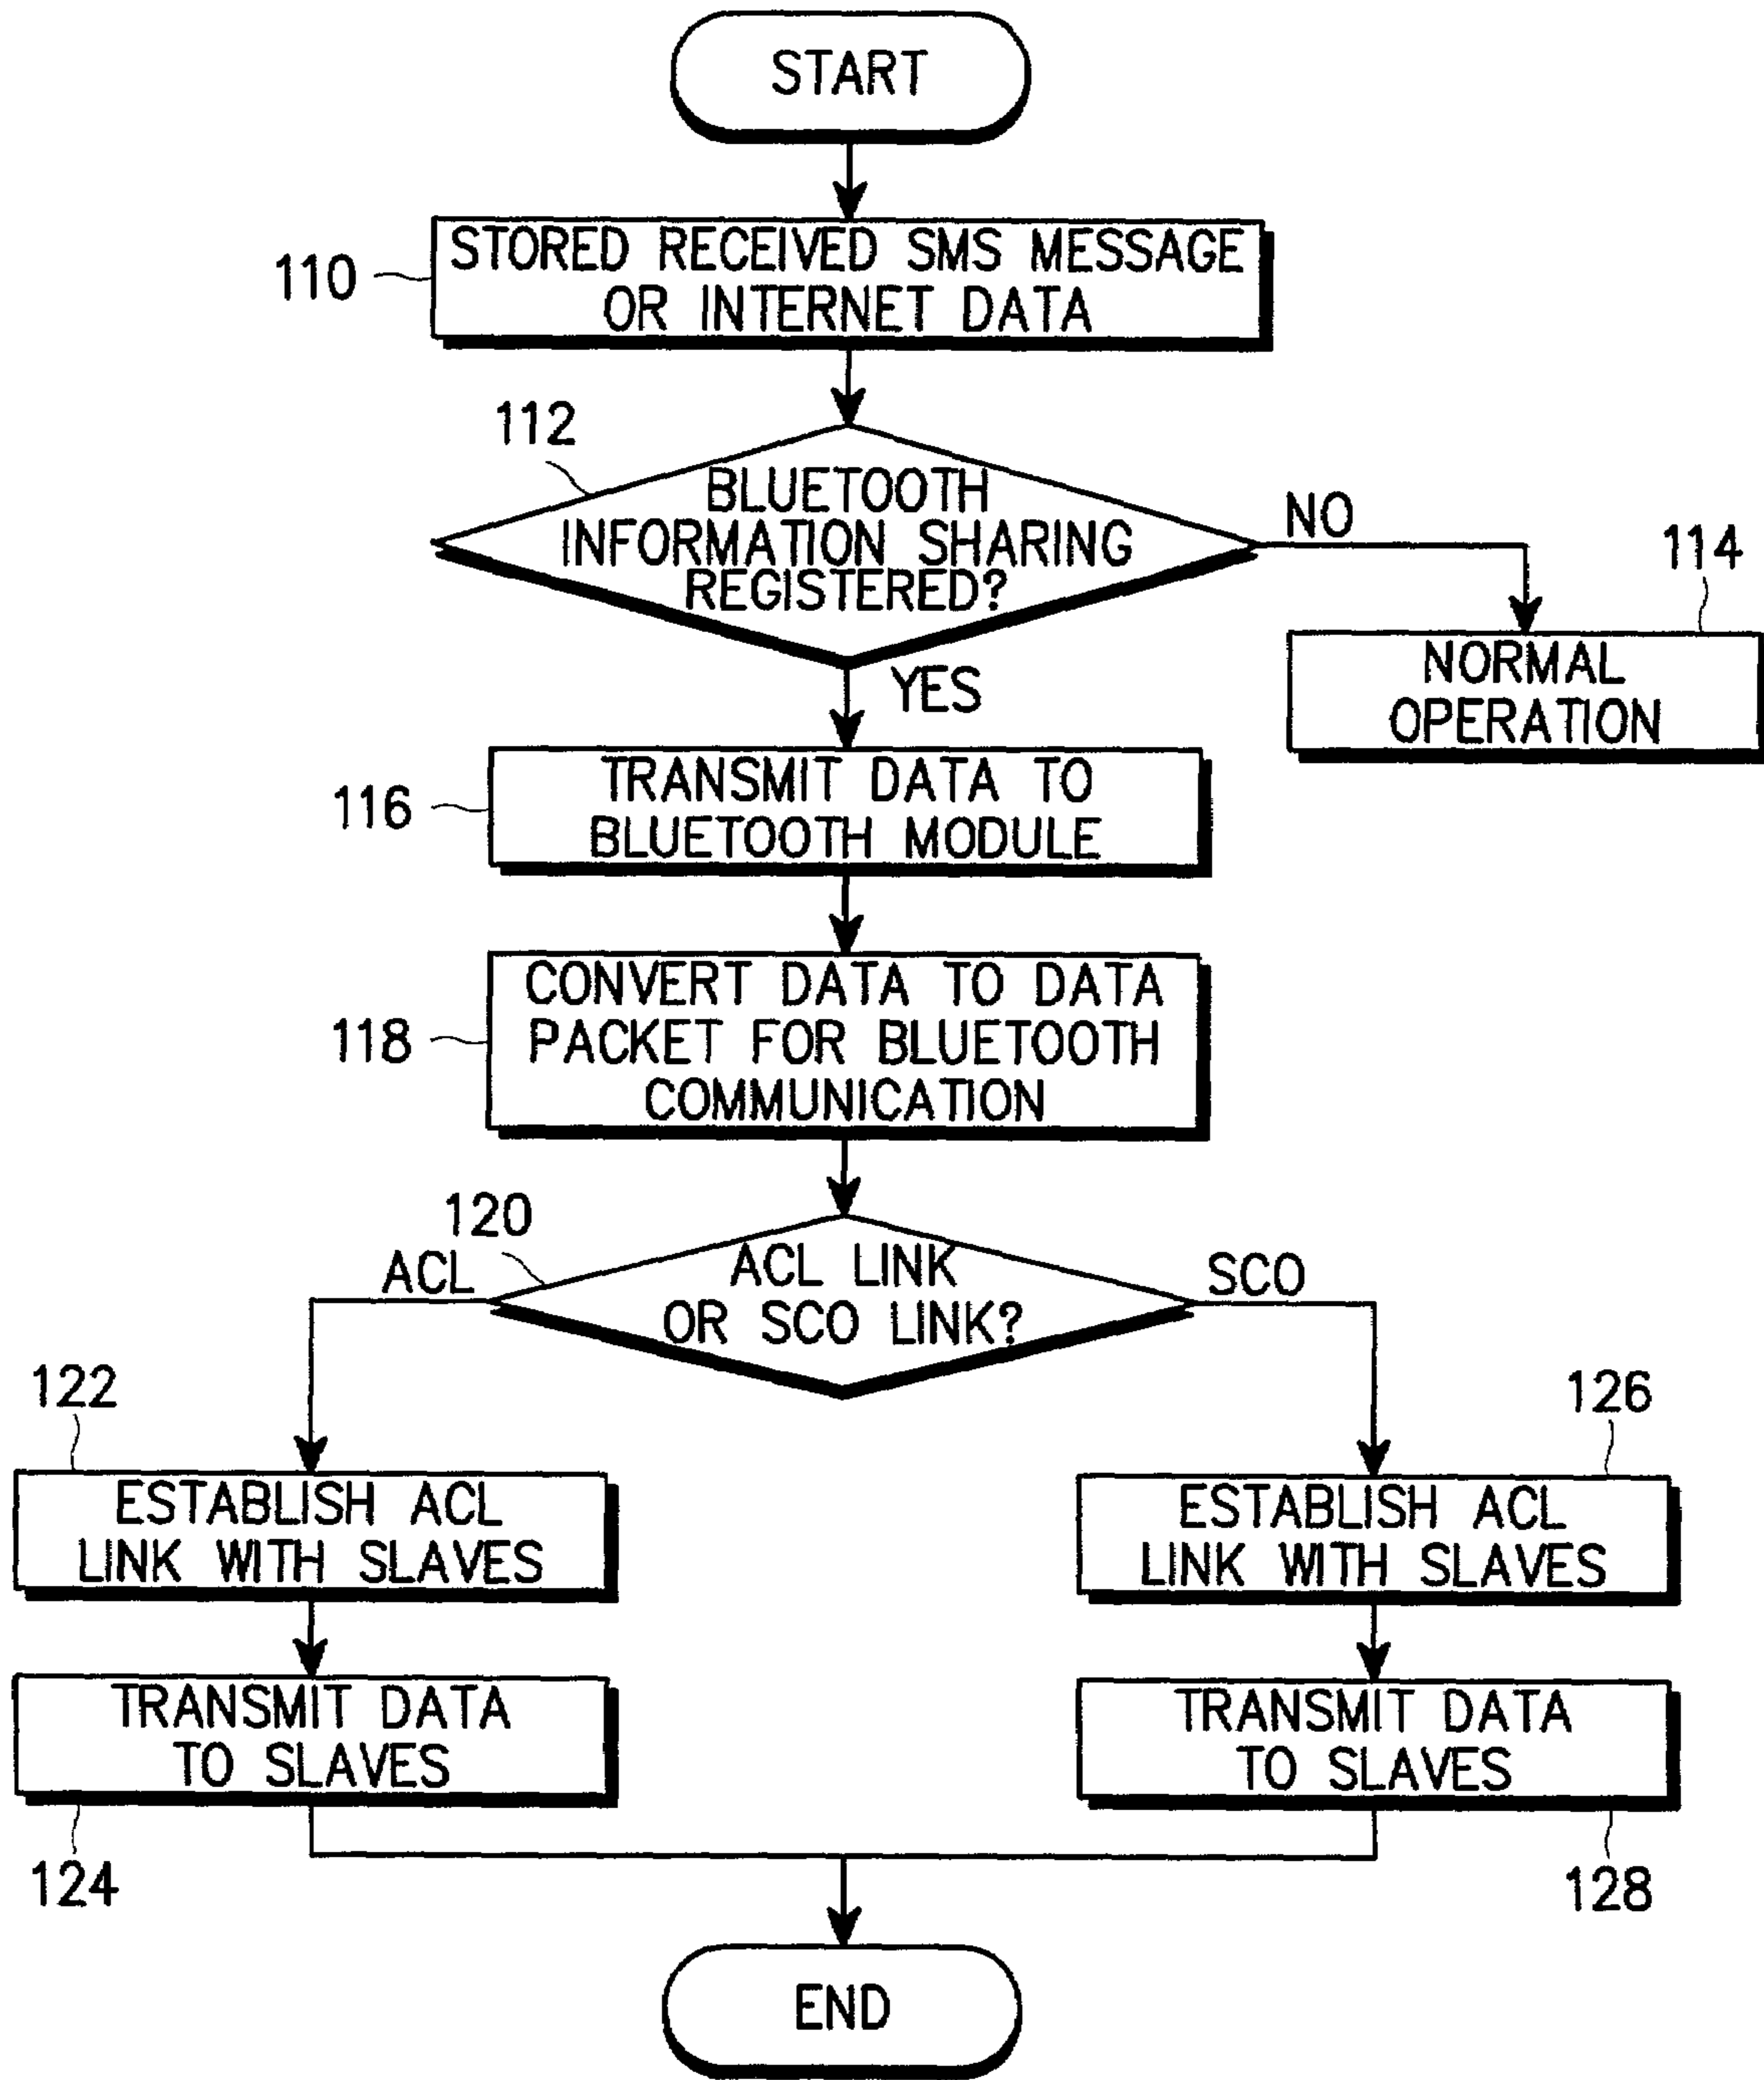 START
110
STORED RECEIVED SMS MESSAGE
OR INTERNET DATA
112
BLUETOOTH
INFORMATION SHARING
REGISTERED?
NO
114
NORMAL
OPERATION
YES
116
TRANSMIT DATA TO
BLUETOOTH MODULE
118
CONVERT DATA TO DATA
PACKET FOR BLUETOOTH
COMMUNICATION
120
ACL LINK
OR SCO LINK?
ACL
SCO
122
ESTABLISH ACL
LINK WITH SLAVES
126
ESTABLISH ACL
LINK WITH SLAVES
TRANSMIT DATA
TO SLAVES
124
TRANSMIT DATA
TO SLAVES
128
END